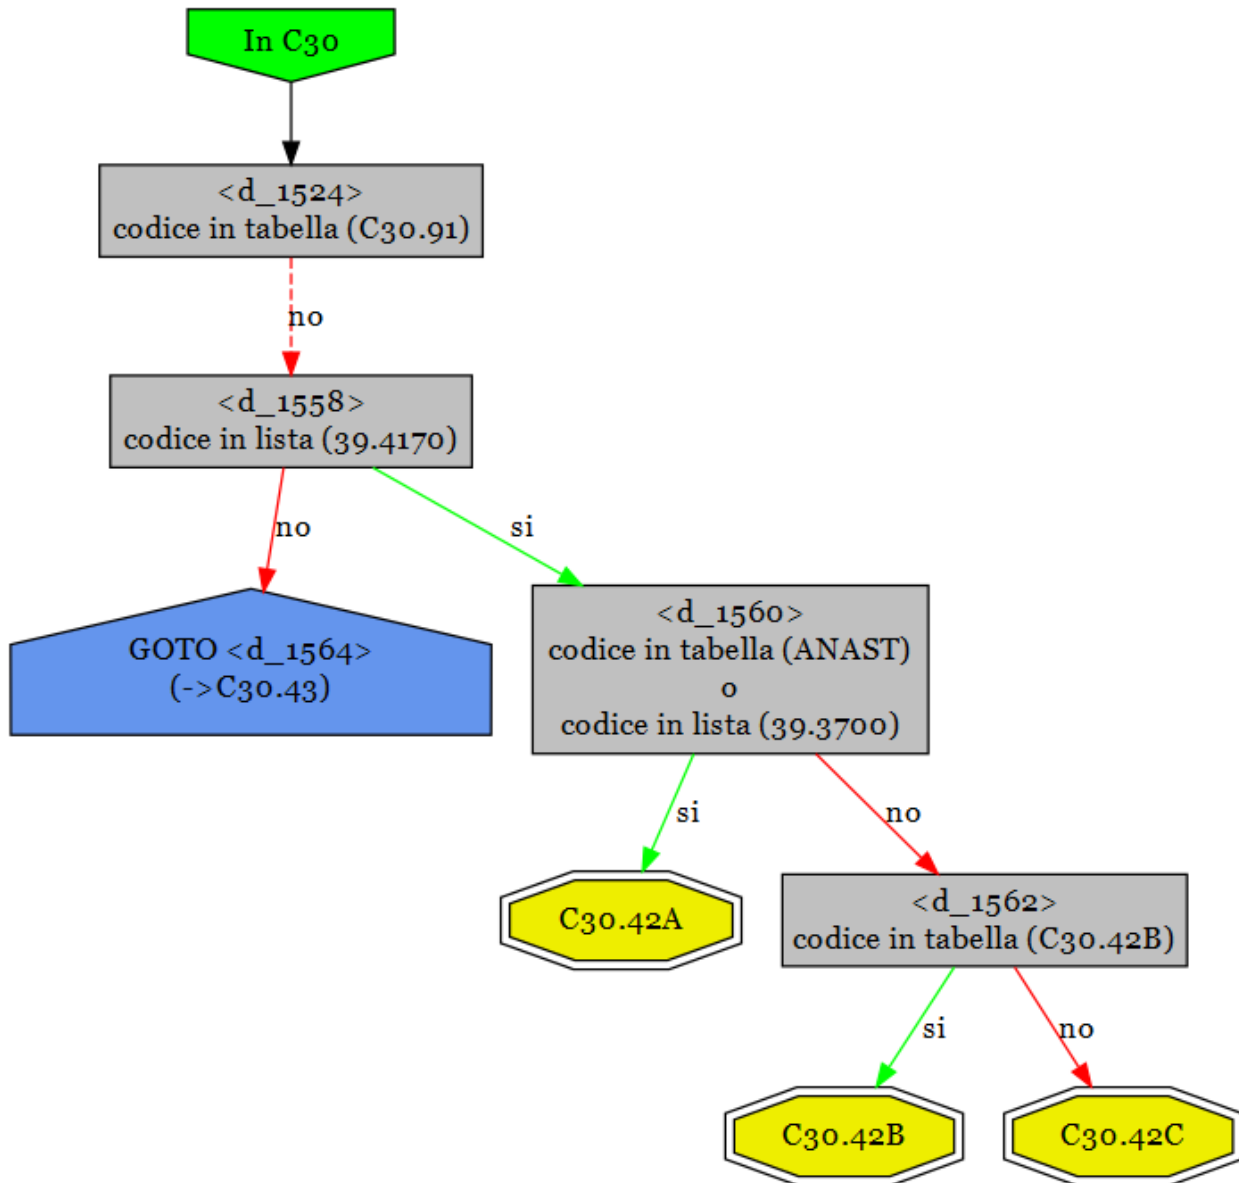 In C30
<d_1524>
codice in tabella (C30.91)
no
<d_1558>
codice in lista (39.4170)
no
si
GOTO <d_1564>
(->C30.43)
<d_1560>
codice in tabella (ANAST)
o
codice in lista (39.3700)
si
no
C30.42A
<d_1562>
codice in tabella (C30.42B)
si
no
C30.42B
C30.42C